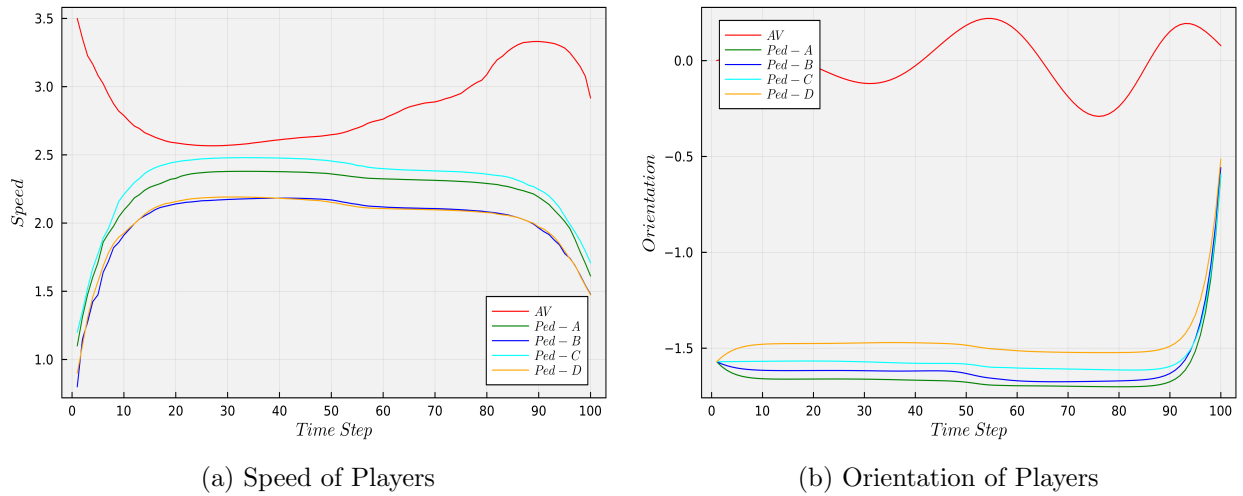 3.5
3.0
2.5
2.0
1.5
1.0
Speed
0 10 20 30 40 50 60 70 80 90 100
Time Step
AV
Ped − A
Ped − B
Ped − C
Ped − D
(a) Speed of Players
0.0
−0.5
−1.0
−1.5
Orientation
0 10 20 30 40 50 60 70 80 90 100
Time Step
AV
Ped − A
Ped − B
Ped − C
Ped − D
(b) Orientation of Players